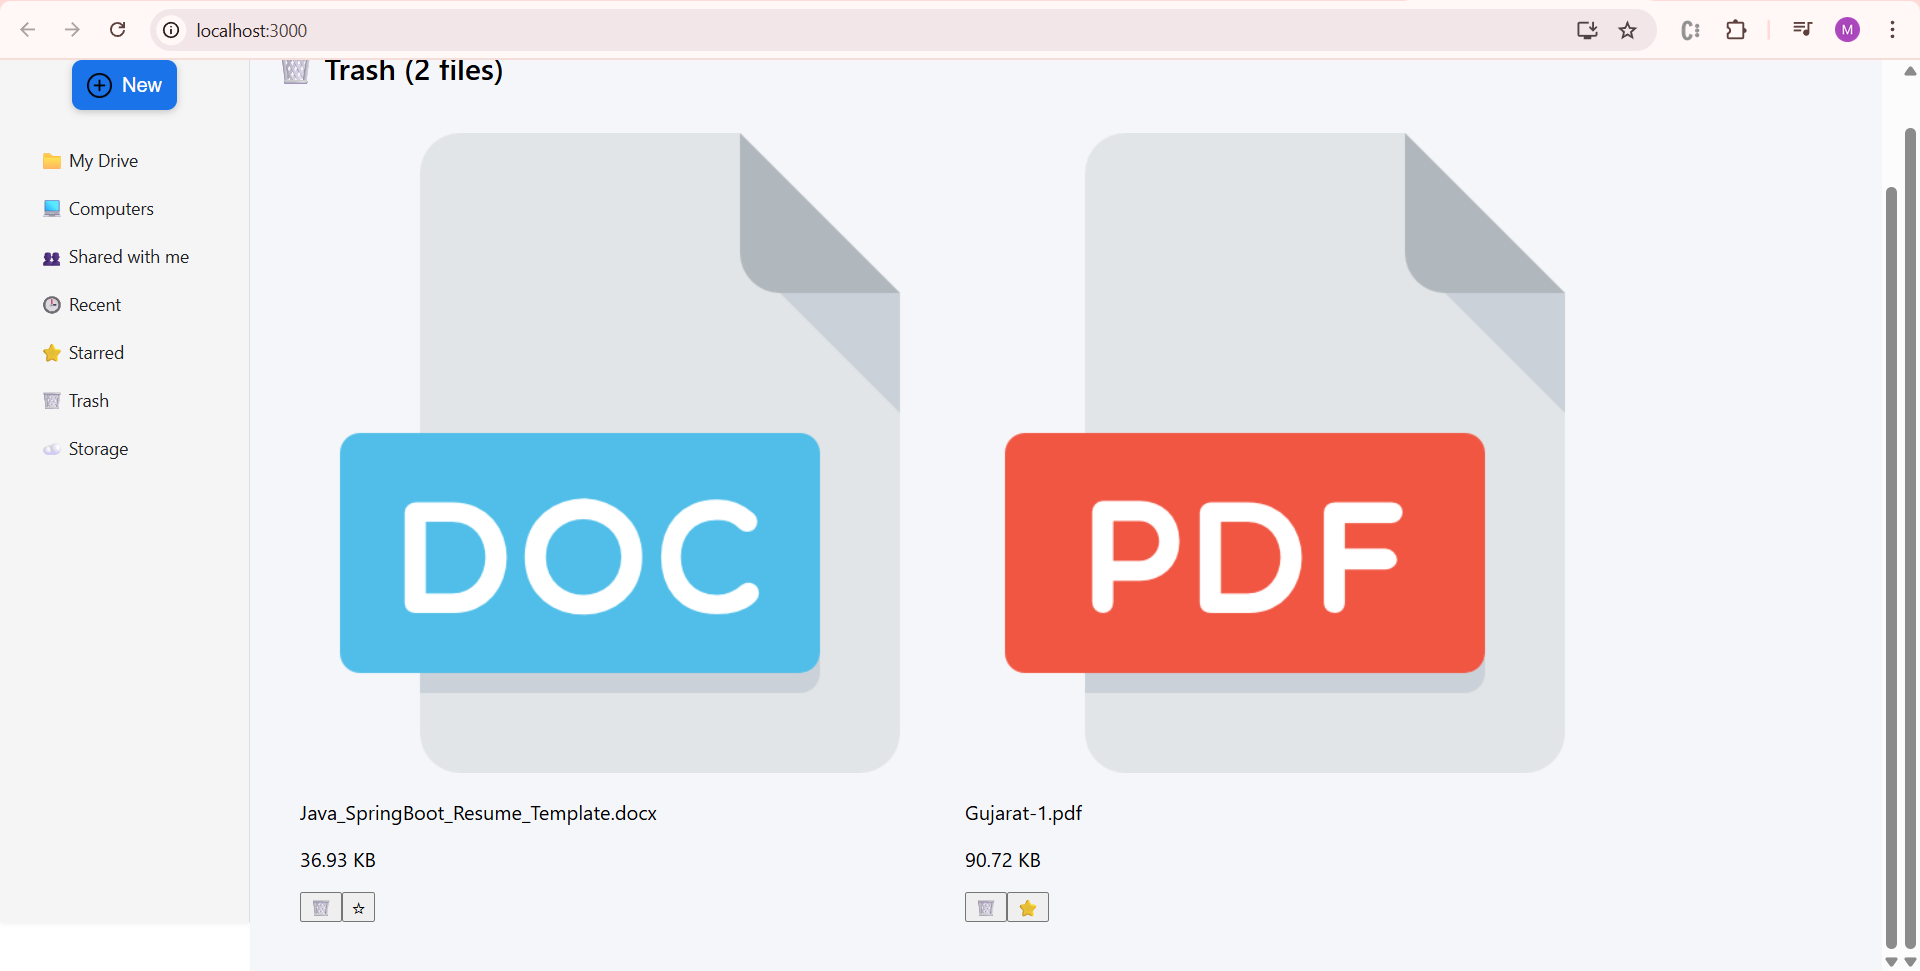 localhost:3000
M
New
Trash (2 files)
My Drive
Computers
Shared with me
Recent
Starred
Trash
Storage
DOC
PDF
Java_SpringBoot_Resume_Template.docx
Gujarat-1.pdf
36.93 KB
90.72 KB